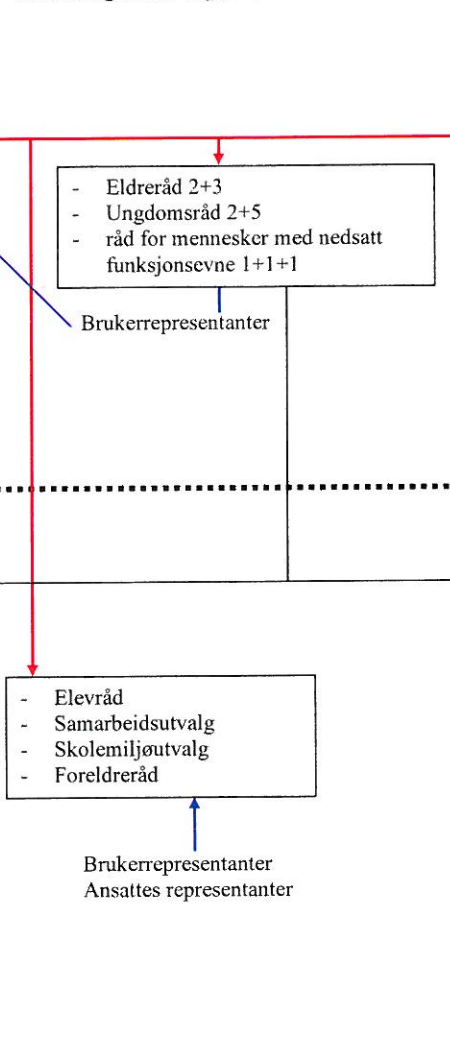 - Eldreråd 2+3
- Ungdomsråd 2+5
- råd for mennesker med nedsatt
funksjonsevne 1+1+1
Brukerrepresentanter
- Elevråd
- Samarbeidsutvalg
- Skolemiljøutvalg
- Foreldreråd
Brukerrepresentanter
Ansattes representanter